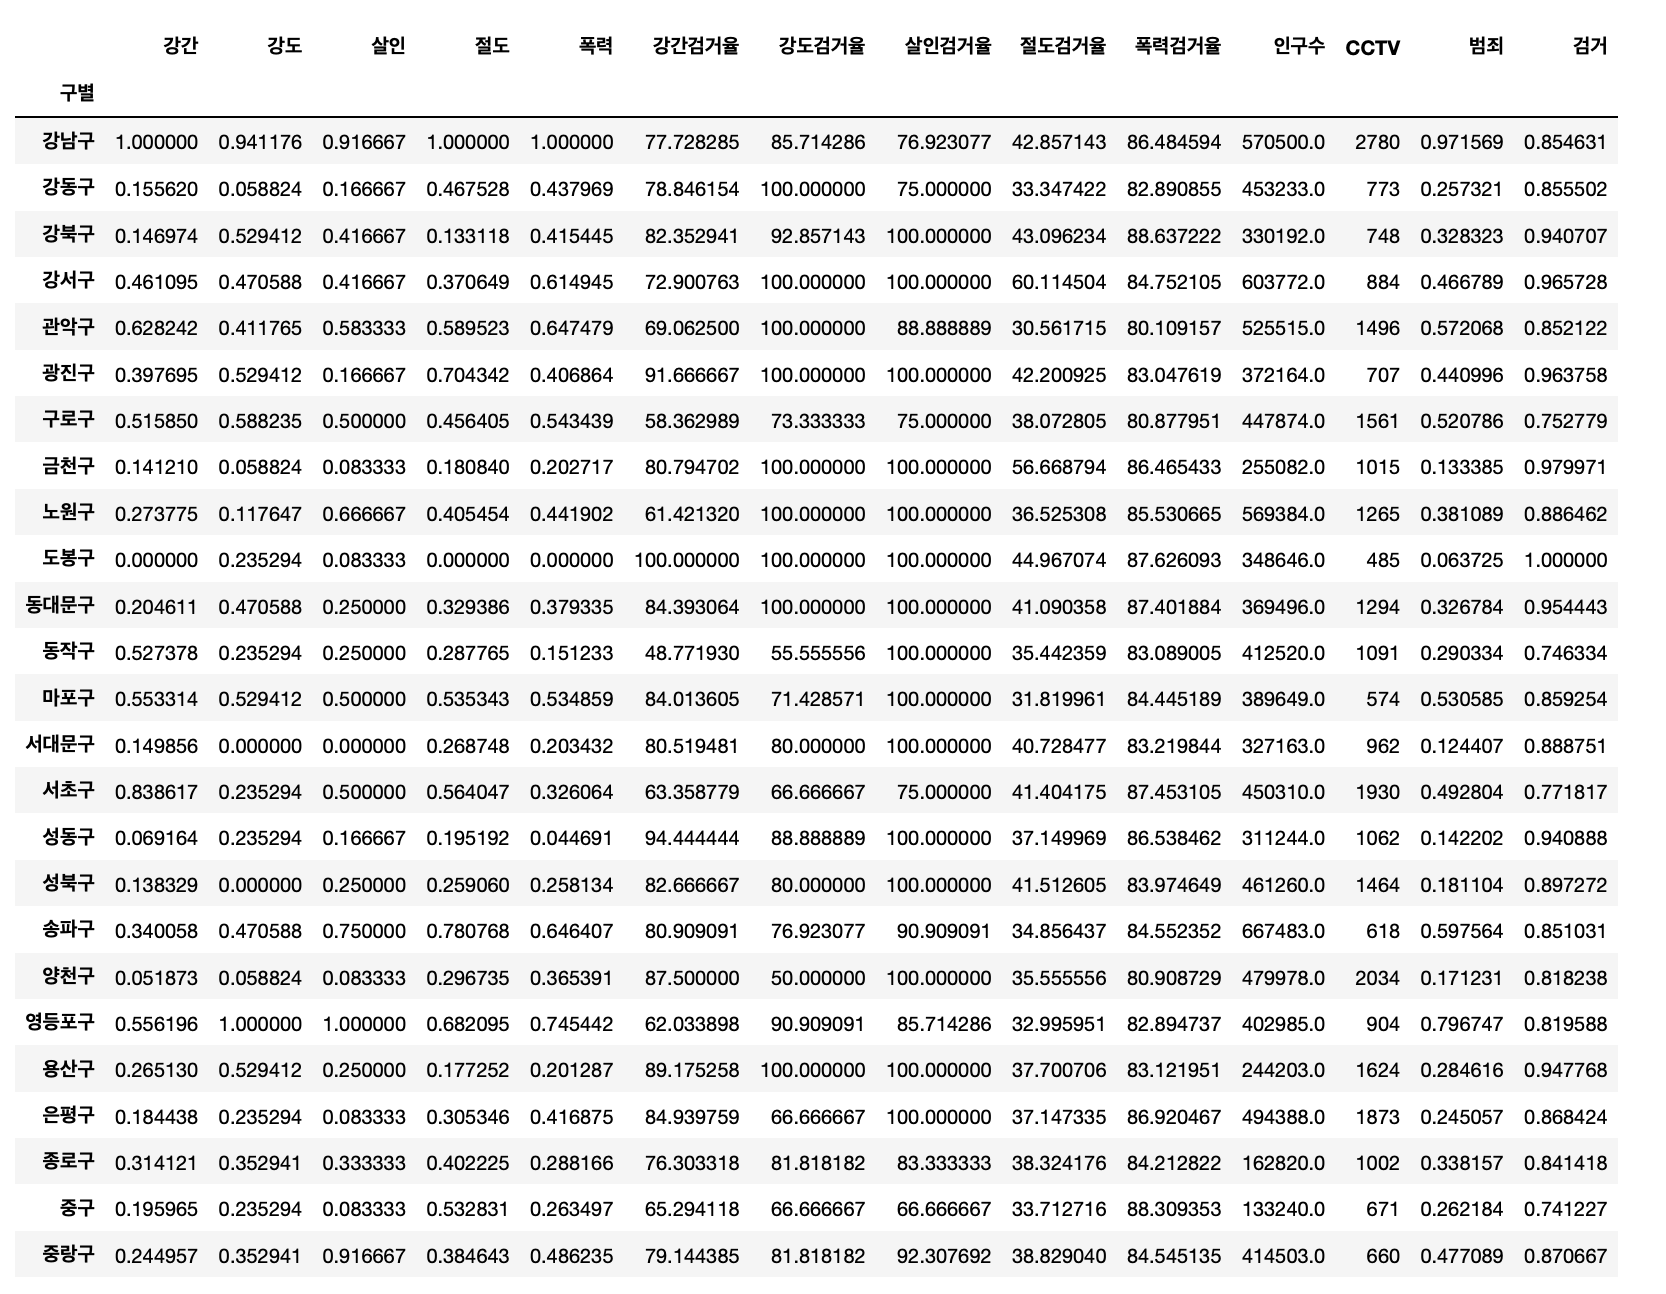 강간 강도 살인 절도 폭력 강간검거율 강도검거율 살인검거율 절도검거율 폭력검거율 인구수 CCTV 범죄 검거
구별
강남구 1.000000 0.941176 0.916667 1.000000 1.000000 77.728285 85.714286 76.923077 42.857143 86.484594 570500.0 2780 0.971569 0.854631
강동구 0.155620 0.058824 0.166667 0.467528 0.437969 78.846154 100.000000 75.000000 33.347422 82.890855 453233.0 773 0.257321 0.855502
강북구 0.146974 0.529412 0.416667 0.133118 0.415445 82.352941 92.857143 100.000000 43.096234 88.637222 330192.0 748 0.328323 0.940707
강서구 0.461095 0.470588 0.416667 0.370649 0.614945 72.900763 100.000000 100.000000 60.114504 84.752105 603772.0 884 0.466789 0.965728
관악구 0.628242 0.411765 0.583333 0.589523 0.647479 69.062500 100.000000 88.888889 30.561715 80.109157 525515.0 1496 0.572068 0.852122
광진구 0.397695 0.529412 0.166667 0.704342 0.406864 91.666667 100.000000 100.000000 42.200925 83.047619 372164.0 707 0.440996 0.963758
구로구 0.515850 0.588235 0.500000 0.456405 0.543439 58.362989 73.333333 75.000000 38.072805 80.877951 447874.0 1561 0.520786 0.752779
금천구 0.141210 0.058824 0.083333 0.180840 0.202717 80.794702 100.000000 100.000000 56.668794 86.465433 255082.0 1015 0.133385 0.979971
노원구 0.273775 0.117647 0.666667 0.405454 0.441902 61.421320 100.000000 100.000000 36.525308 85.530665 569384.0 1265 0.381089 0.886462
도봉구 0.000000 0.235294 0.083333 0.000000 0.000000 100.000000 100.000000 100.000000 44.967074 87.626093 348646.0 485 0.063725 1.000000
동대문구 0.204611 0.470588 0.250000 0.329386 0.379335 84.393064 100.000000 100.000000 41.090358 87.401884 369496.0 1294 0.326784 0.954443
동작구 0.527378 0.235294 0.250000 0.287765 0.151233 48.771930 55.555556 100.000000 35.442359 83.089005 412520.0 1091 0.290334 0.746334
마포구 0.553314 0.529412 0.500000 0.535343 0.534859 84.013605 71.428571 100.000000 31.819961 84.445189 389649.0 574 0.530585 0.859254
서대문구 0.149856 0.000000 0.000000 0.268748 0.203432 80.519481 80.000000 100.000000 40.728477 83.219844 327163.0 962 0.124407 0.888751
서초구 0.838617 0.235294 0.500000 0.564047 0.326064 63.358779 66.666667 75.000000 41.404175 87.453105 450310.0 1930 0.492804 0.771817
성동구 0.069164 0.235294 0.166667 0.195192 0.044691 94.444444 88.888889 100.000000 37.149969 86.538462 311244.0 1062 0.142202 0.940888
성북구 0.138329 0.000000 0.250000 0.259060 0.258134 82.666667 80.000000 100.000000 41.512605 83.974649 461260.0 1464 0.181104 0.897272
송파구 0.340058 0.470588 0.750000 0.780768 0.646407 80.909091 76.923077 90.909091 34.856437 84.552352 667483.0 618 0.597564 0.851031
양천구 0.051873 0.058824 0.083333 0.296735 0.365391 87.500000 50.000000 100.000000 35.555556 80.908729 479978.0 2034 0.171231 0.818238
영등포구 0.556196 1.000000 1.000000 0.682095 0.745442 62.033898 90.909091 85.714286 32.995951 82.894737 402985.0 904 0.796747 0.819588
용산구 0.265130 0.529412 0.250000 0.177252 0.201287 89.175258 100.000000 100.000000 37.700706 83.121951 244203.0 1624 0.284616 0.947768
은평구 0.184438 0.235294 0.083333 0.305346 0.416875 84.939759 66.666667 100.000000 37.147335 86.920467 494388.0 1873 0.245057 0.868424
종로구 0.314121 0.352941 0.333333 0.402225 0.288166 76.303318 81.818182 83.333333 38.324176 84.212822 162820.0 1002 0.338157 0.841418
중구 0.195965 0.235294 0.083333 0.532831 0.263497 65.294118 66.666667 66.666667 33.712716 88.309353 133240.0 671 0.262184 0.741227
중랑구 0.244957 0.352941 0.916667 0.384643 0.486235 79.144385 81.818182 92.307692 38.829040 84.545135 414503.0 660 0.477089 0.870667